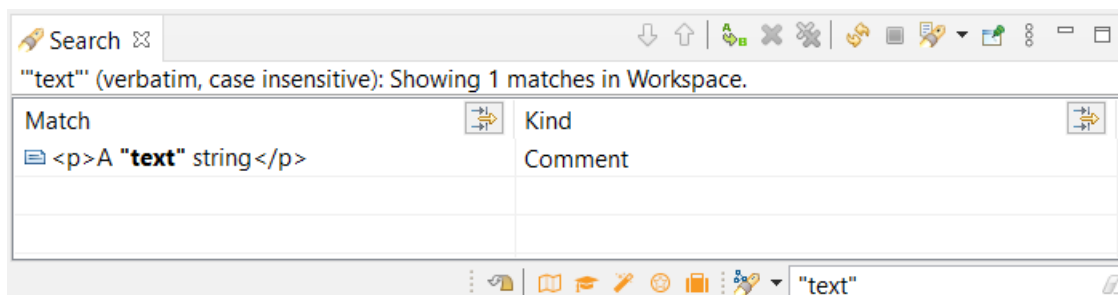 Search
'"text"' (verbatim, case insensitive): Showing 1 matches in Workspace.
Match Kind
<p>A "text" string</p> Comment
"text"